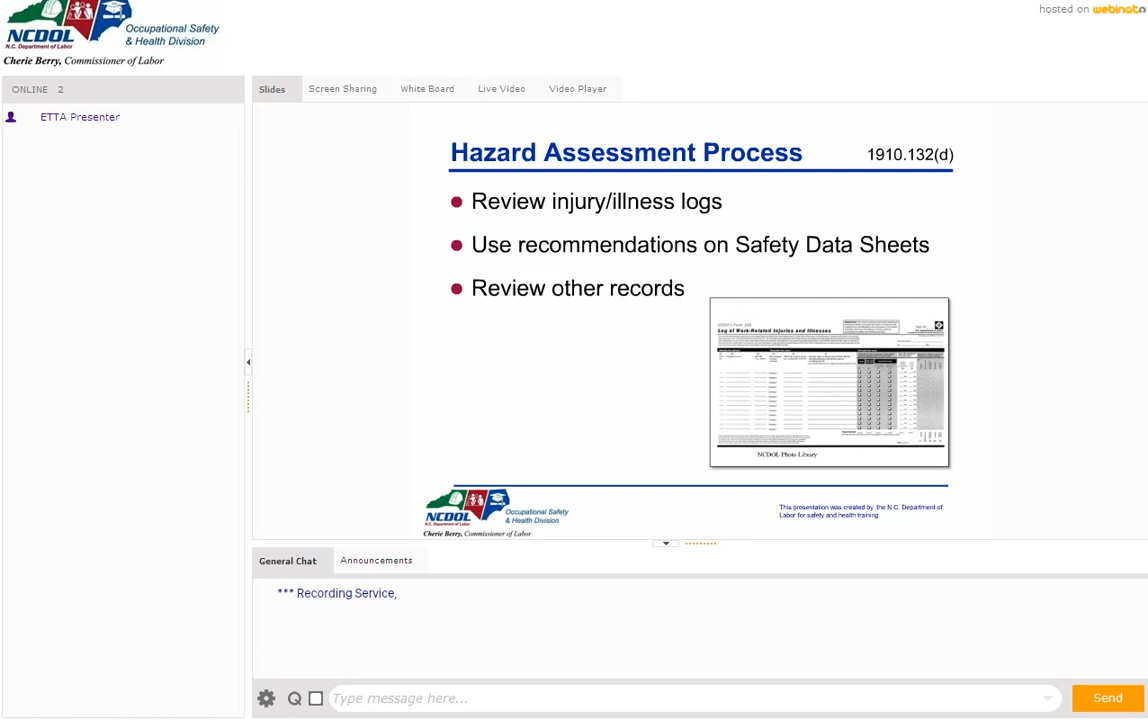 hosted on webinato
NCDOL
N.C. Department of Labor
Occupational Safety
& Health Division
Cherie Berry, Commissioner of Labor
ONLINE 2
ETTA Presenter
Slides Screen Sharing White Board Live Video Video Player
Hazard Assessment Process 1910.132(d)
Review injury/illness logs
Use recommendations on Safety Data Sheets
Review other records
Log of Work-Related Injuries and Illnesses
NCDOL Photo Library
NCDOL
N.C. Department of Labor
Occupational Safety
& Health Division
Cherie Berry, Commissioner of Labor
This presentation was created by the N.C. Department of
Labor for safety and health training.
General Chat Announcements
*** Recording Service,
Q Type message here... Send